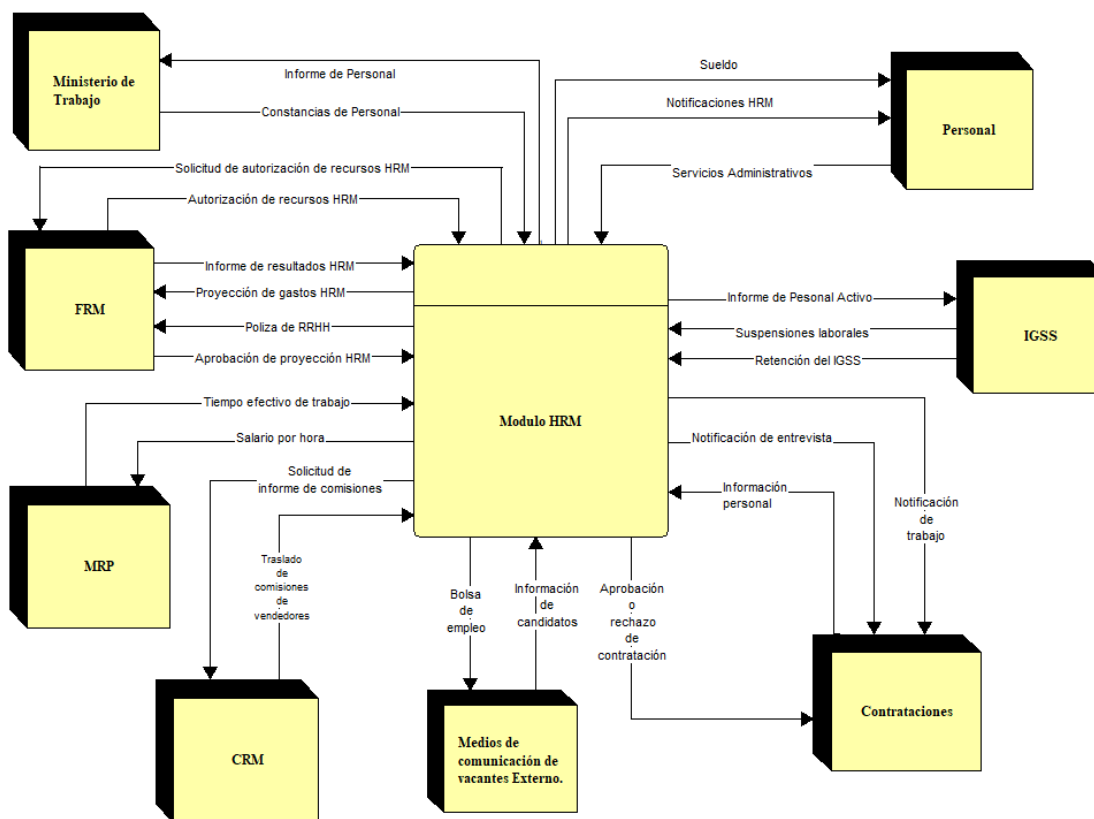 Ministerio de
Trabajo
Informe de Personal
Constancias de Personal
Sueldo
Notificaciones HRM
Servicios Administrativos
Personal
Solicitud de autorización de recursos HRM
Autorización de recursos HRM
FRM
Informe de resultados HRM
Proyección de gastos HRM
Poliza de RRHH
Aprobación de proyección HRM
Informe de Pesonal Activo
Suspensiones laborales
Retención del IGSS
IGSS
Modulo HRM
Tiempo efectivo de trabajo
Salario por hora
MRP
Solicitud de
informe de comisiones
Traslado
de
comisiones
de
vendedores
CRM
Bolsa
de
empleo
Información
de
candidatos
Medios de
comunicación de
vacantes Externo.
Aprobación
o
rechazo
de
contratación
Notificación de entrevista
Información
personal
Notificación
de
trabajo
Contrataciones